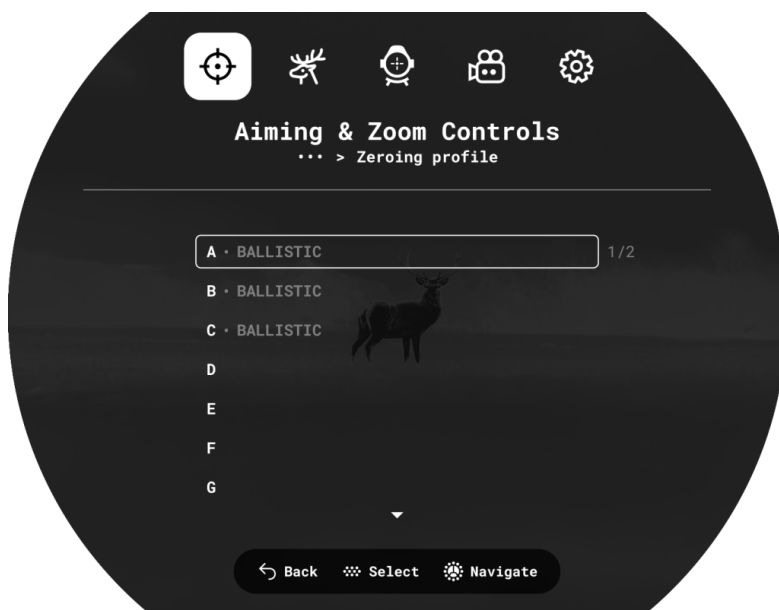 Aiming & Zoom Controls
••• > Zeroing profile
A • BALLISTIC 1/2
B • BALLISTIC
C • BALLISTIC
D
E
F
G
Back Select Navigate